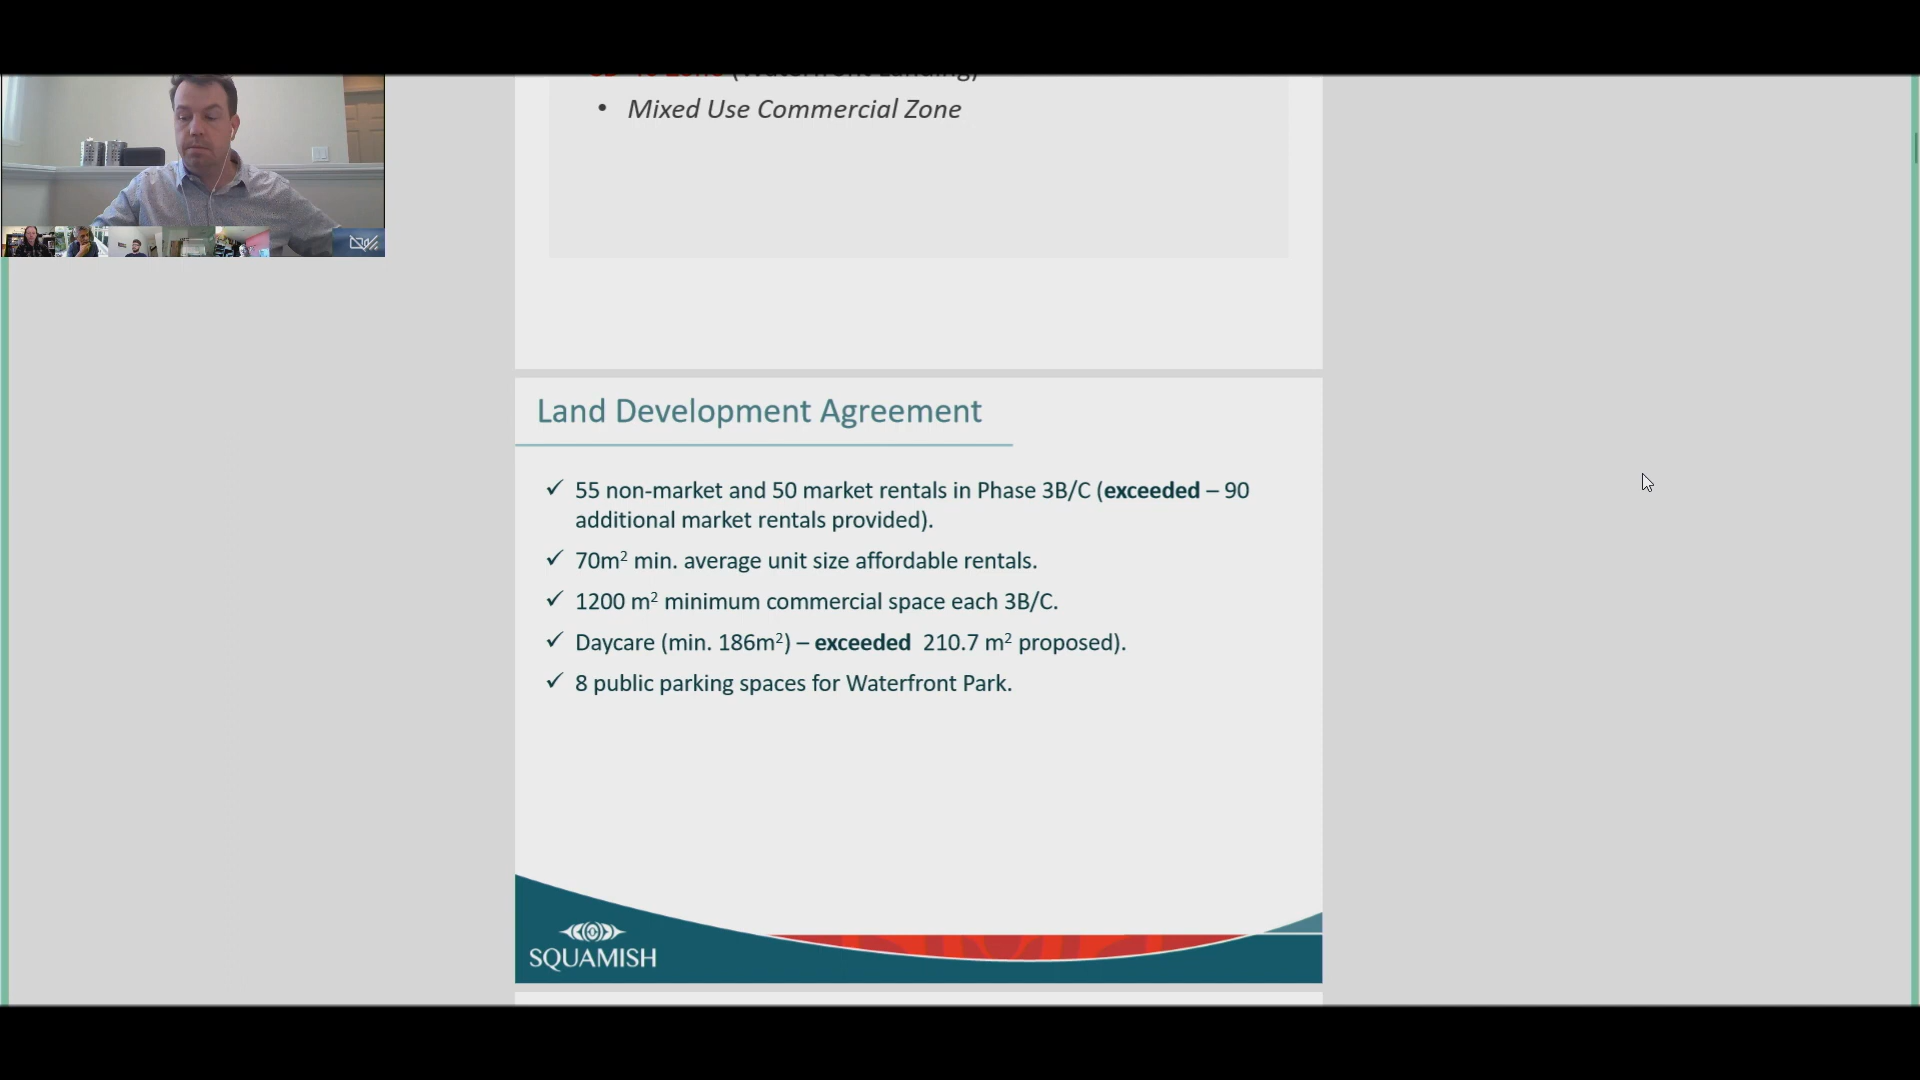 (Waterfront Landing)
• Mixed Use Commercial Zone
Land Development Agreement
✓ 55 non-market and 50 market rentals in Phase 3B/C (exceeded – 90
additional market rentals provided).
✓ 70m² min. average unit size affordable rentals.
✓ 1200 m² minimum commercial space each 3B/C.
✓ Daycare (min. 186m²) – exceeded 210.7 m² proposed).
✓ 8 public parking spaces for Waterfront Park.
SQUAMISH